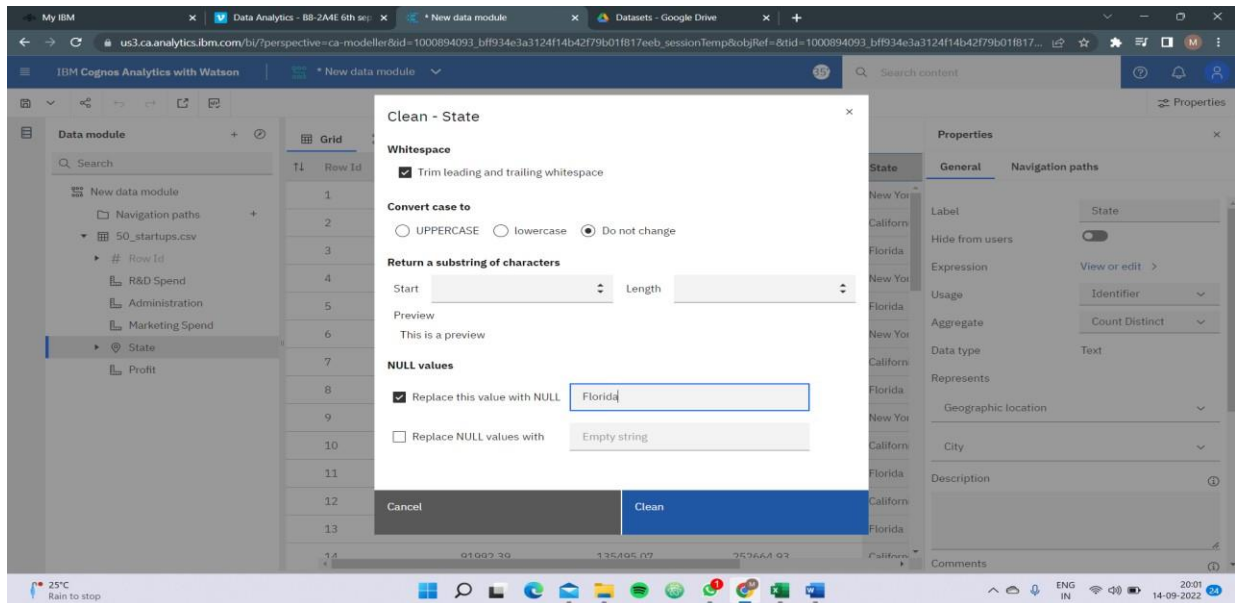 My IBM
Data Analytics - B8-2A4E 6th sep
* New data module
Datasets - Google Drive
us3.ca.analytics.ibm.com/bi/?perspective=ca-modeller&id=1000894093_bff934e3a3124f14b42f79b01f817eeb_sessionTemp&objRef=&tid=1000894093_bff934e3a3124f14b42f79b01f817...
M
IBM Cognos Analytics with Watson
* New data module
Search content
Properties
Data module
Search
New data module
Navigation paths
50_startups.csv
# Row Id
R&D Spend
Administration
Marketing Spend
State
Profit
Grid
Row Id
State
1 New Yor
2 Californ
3 Florida
4 New Yor
5 Florida
6 New Yor
7 Californ
8 Florida
9 New Yor
10 Californ
11 Florida
12 Californ
13 Florida
14 91992.39 135495.07 252664.93 Californ
Clean - State
Whitespace
Trim leading and trailing whitespace
Convert case to
UPPERCASE lowercase Do not change
Return a substring of characters
Start Length
Preview
This is a preview
NULL values
Replace this value with NULL Florida
Replace NULL values with Empty string
Cancel Clean
Properties
General Navigation paths
Label State
Hide from users
Expression View or edit >
Usage Identifier
Aggregate Count Distinct
Data type Text
Represents
Geographic location
City
Description
Comments
25°C
Rain to stop
ENG
IN
20:01
14-09-2022
24